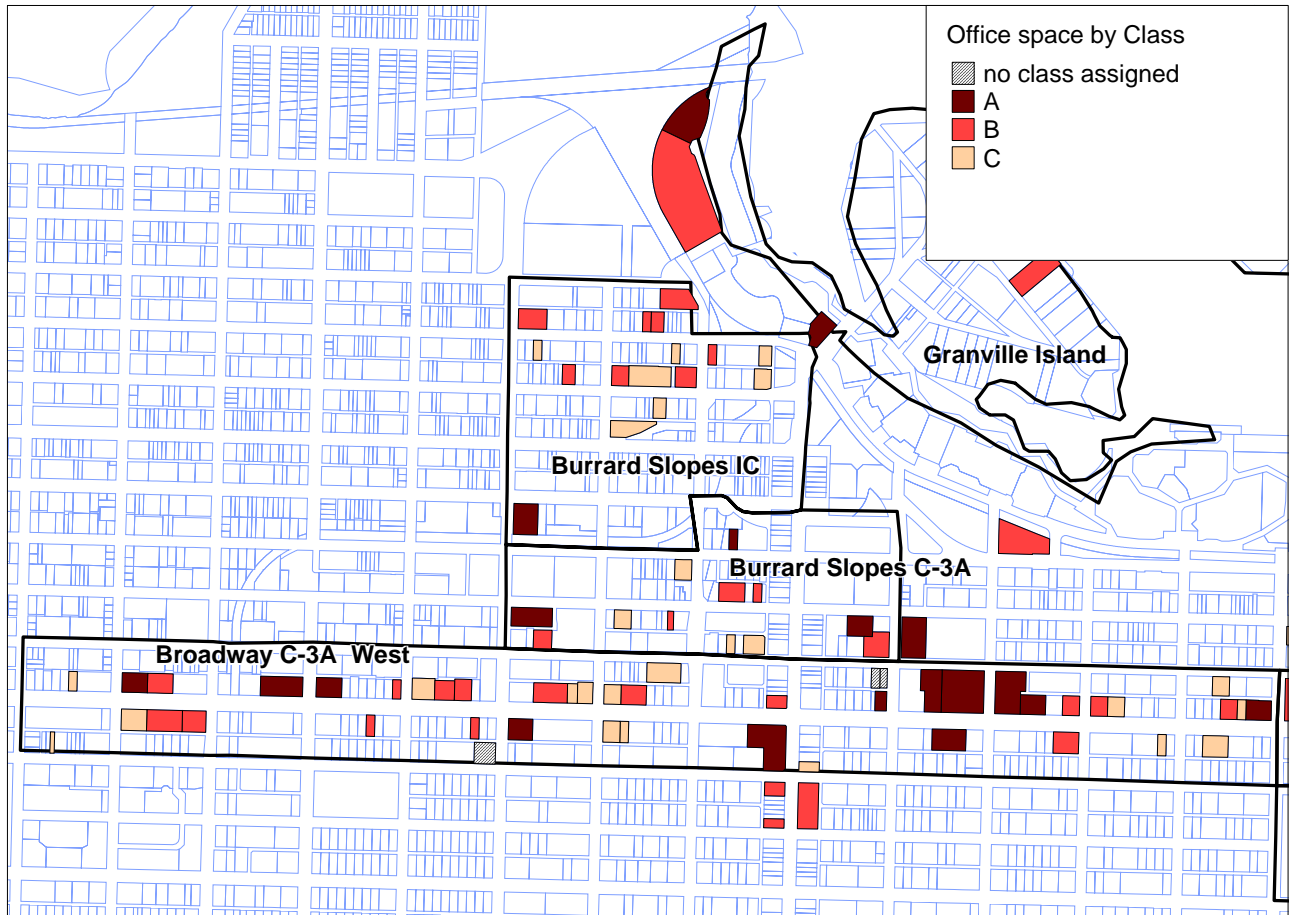 Office space by Class
no class assigned
A
B
C
Granville Island
Burrard Slopes IC
Burrard Slopes C-3A
Broadway C-3A  West